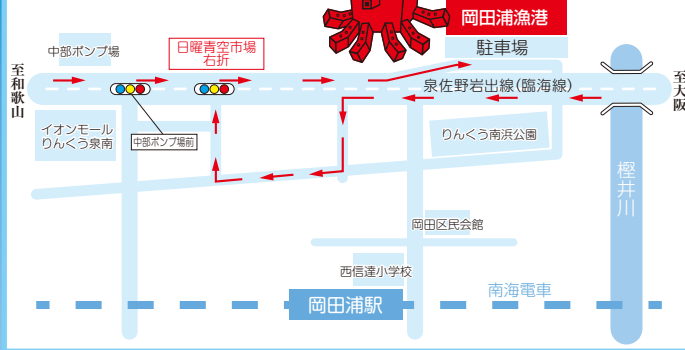 岡田浦漁港
駐車場
中部ポンプ場
日曜青空市場
右折
至和歌山
泉佐野岩出線(臨海線)
至大阪
イオンモール
りんくう泉南
中部ポンプ場前
りんくう南浜公園
樫井川
岡田区民会館
西信達小学校
岡田浦駅
南海電車